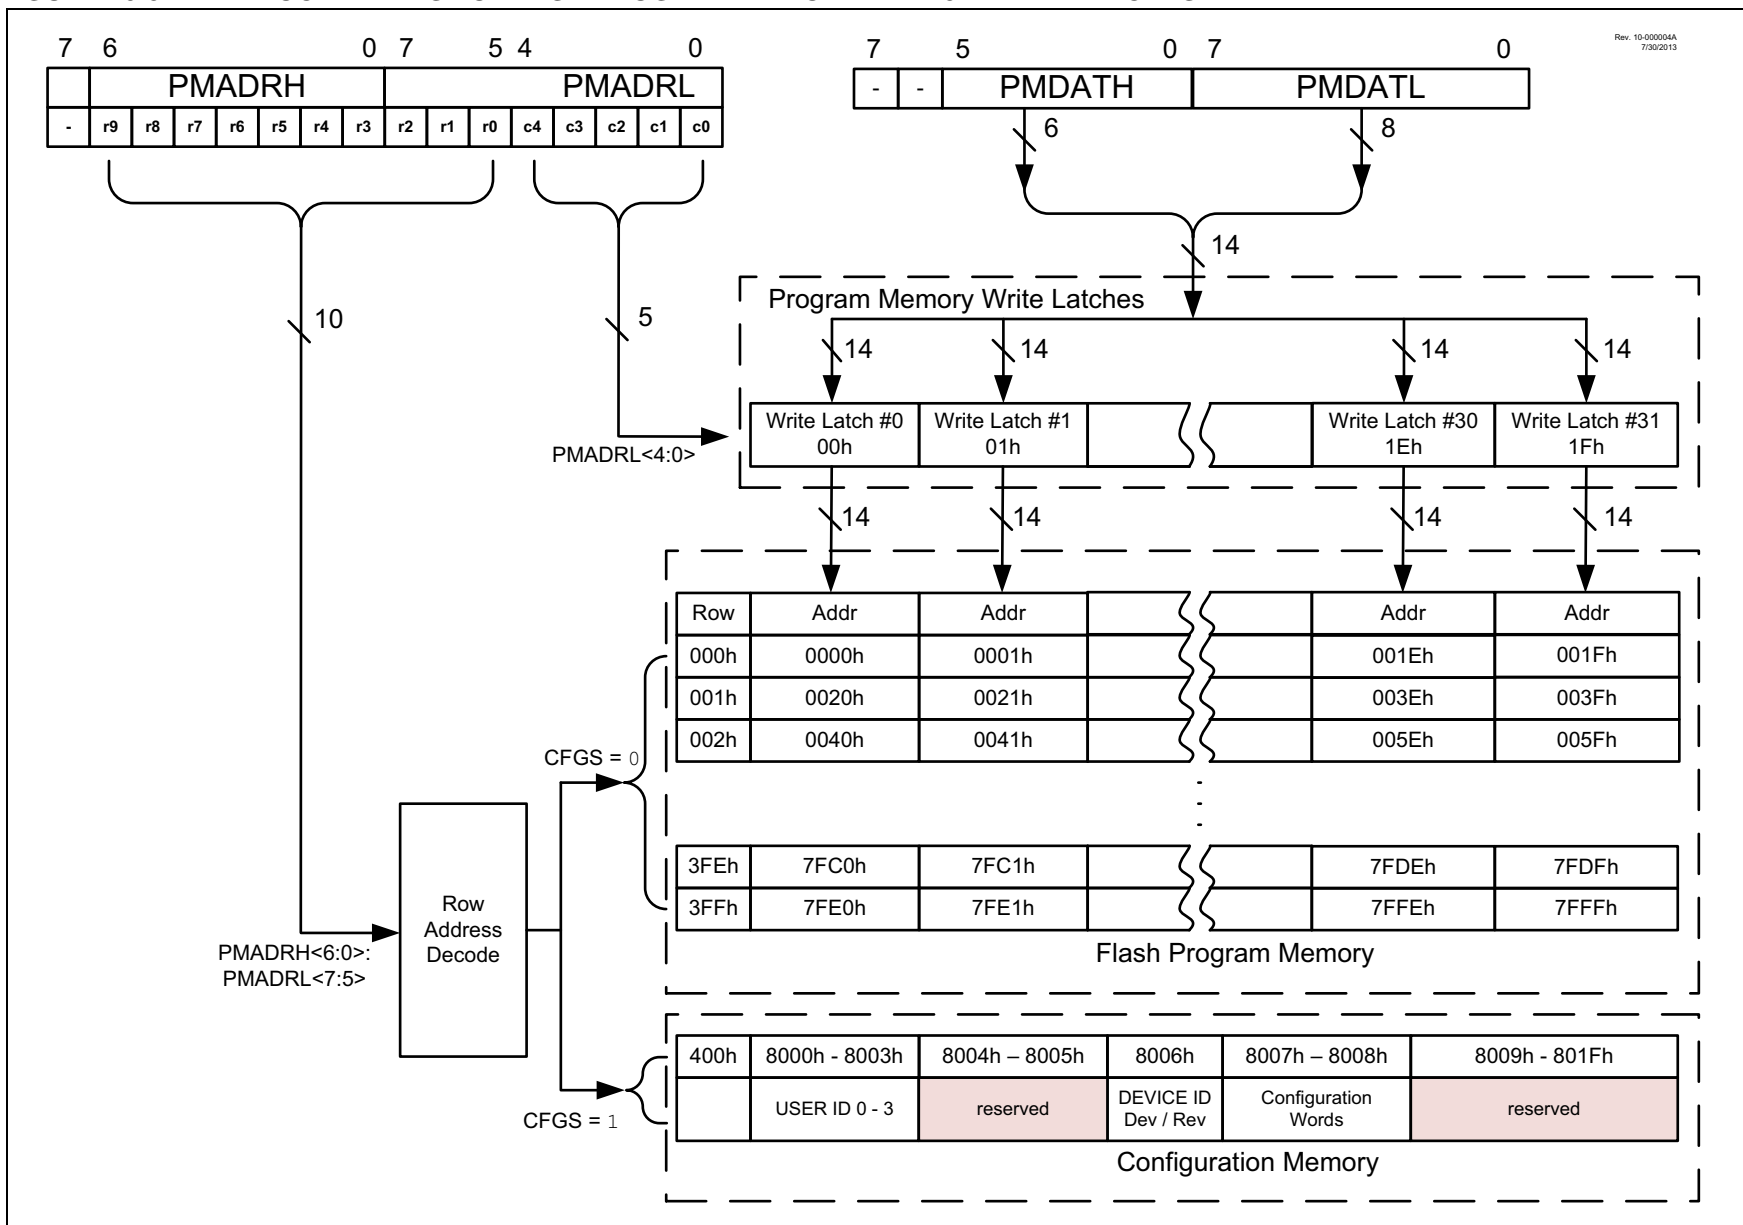 7 6 0 7 5 4 0
PMADRH PMADRL
- r9 r8 r7 r6 r5 r4 r3 r2 r1 r0 c4 c3 c2 c1 c0
7 5 0 7 0
- - PMDATH PMDATL
Rev. 10-000004A
7/30/2013
6 8
14
10
5
PMADRL<4:0>
Program Memory Write Latches
14 14 14 14
Write Latch #0 Write Latch #1 Write Latch #30 Write Latch #31
00h 01h 1Eh 1Fh
14 14 14 14
Row Addr Addr Addr Addr
000h 0000h 0001h 001Eh 001Fh
001h 0020h 0021h 003Eh 003Fh
002h 0040h 0041h 005Eh 005Fh
CFGS = 0
3FEh 7FC0h 7FC1h 7FDEh 7FDFh
3FFh 7FE0h 7FE1h 7FFEh 7FFFh
Flash Program Memory
Row
Address
Decode
PMADRH<6:0>:
PMADRL<7:5>
400h 8000h - 8003h 8004h – 8005h 8006h 8007h – 8008h 8009h - 801Fh
USER ID 0 - 3 reserved DEVICE ID Configuration reserved
Dev / Rev Words
CFGS = 1
Configuration Memory